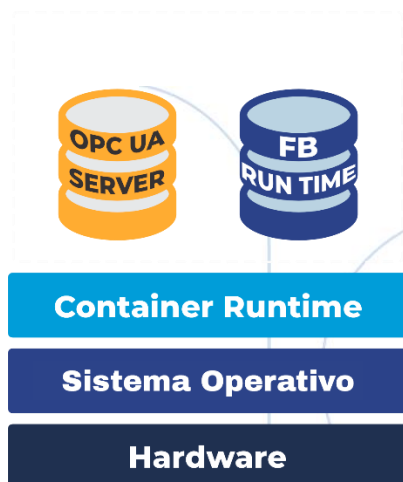 OPC UA
SERVER
FB
RUN TIME
Container Runtime
Sistema Operativo
Hardware